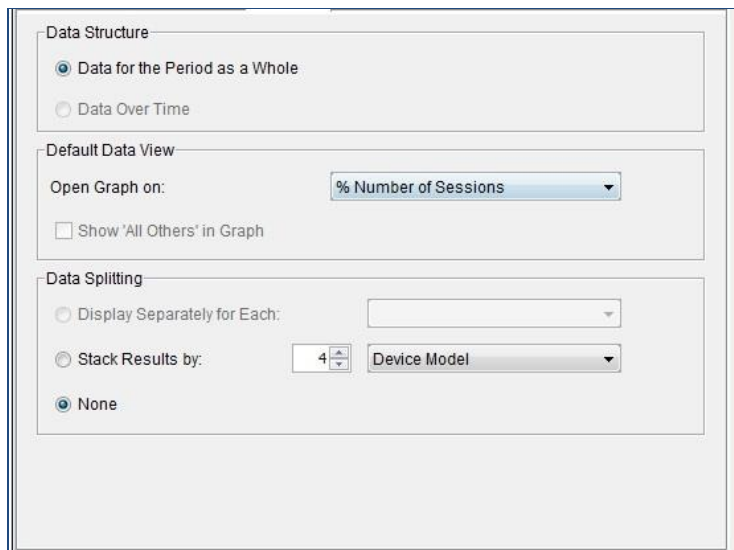 Data Structure
Data for the Period as a Whole
Data Over Time
Default Data View
Open Graph on: % Number of Sessions
Show 'All Others' in Graph
Data Splitting
Display Separately for Each:
Stack Results by: 4 Device Model
None